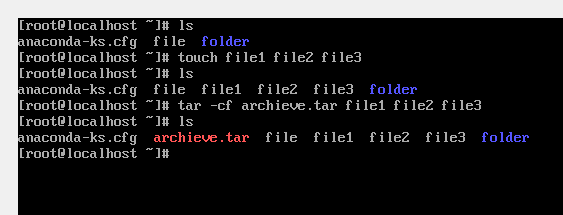 [root@localhost ~]# ls
anaconda-ks.cfg  file  folder
[root@localhost ~]# touch file1 file2 file3
[root@localhost ~]# ls
anaconda-ks.cfg  file  file1  file2  file3  folder
[root@localhost ~]# tar -cf archieve.tar file1 file2 file3
[root@localhost ~]# ls
anaconda-ks.cfg  archieve.tar  file  file1  file2  file3  folder
[root@localhost ~]#